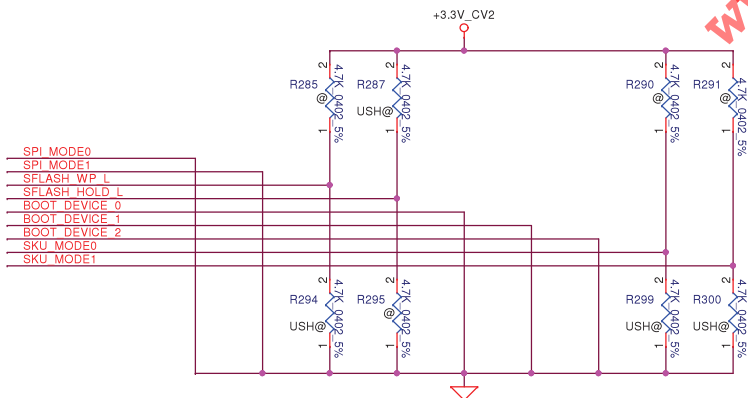 +3.3V_CV2
2
R285
@
1
4.7K_0402_5%
2
R287
USH@
1
4.7K_0402_5%
2
R290
@
1
4.7K_0402_5%
2
R291
@
1
4.7K_0402_5%
SPI_MODE0
SPI_MODE1
SFLASH_WP_L
SFLASH_HOLD_L
BOOT_DEVICE_0
BOOT_DEVICE_1
BOOT_DEVICE_2
SKU_MODE0
SKU_MODE1
2
R294
USH@
1
4.7K_0402_5%
2
R295
@
1
4.7K_0402_5%
2
R299
USH@
1
4.7K_0402_5%
2
R300
USH@
1
4.7K_0402_5%